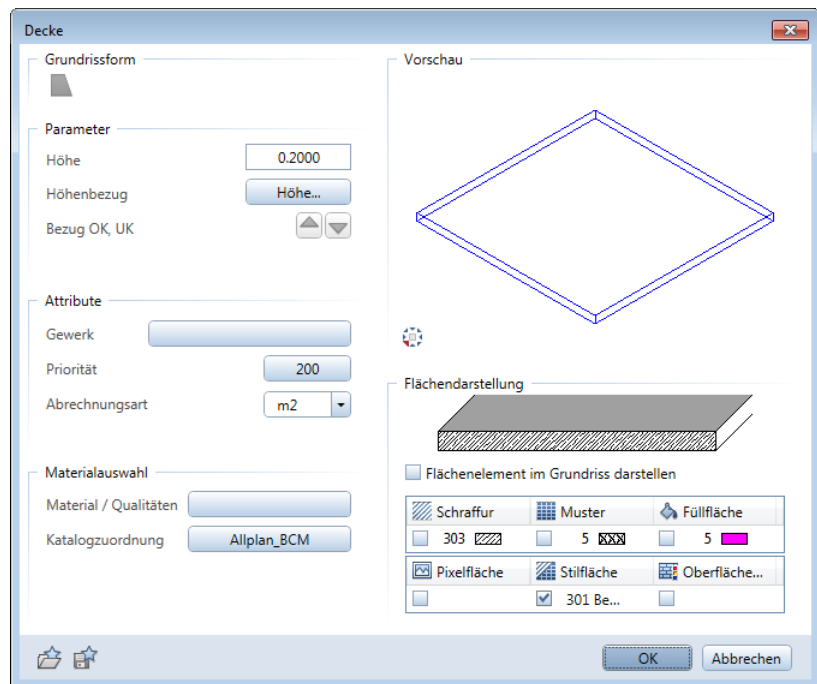 Decke
Grundrissform
Parameter
Höhe 0.2000
Höhenbezug Höhe...
Bezug OK, UK
Attribute
Gewerk
Priorität 200
Abrechnungsart m2
Materialauswahl
Material / Qualitäten
Katalogzuordnung Allplan_BCM
Vorschau
Flächendarstellung
Flächenelement im Grundriss darstellen
Schraffur Muster Füllfläche
303 5 5
Pixelfläche Stilfläche Oberfläche...
301 Be...
OK Abbrechen